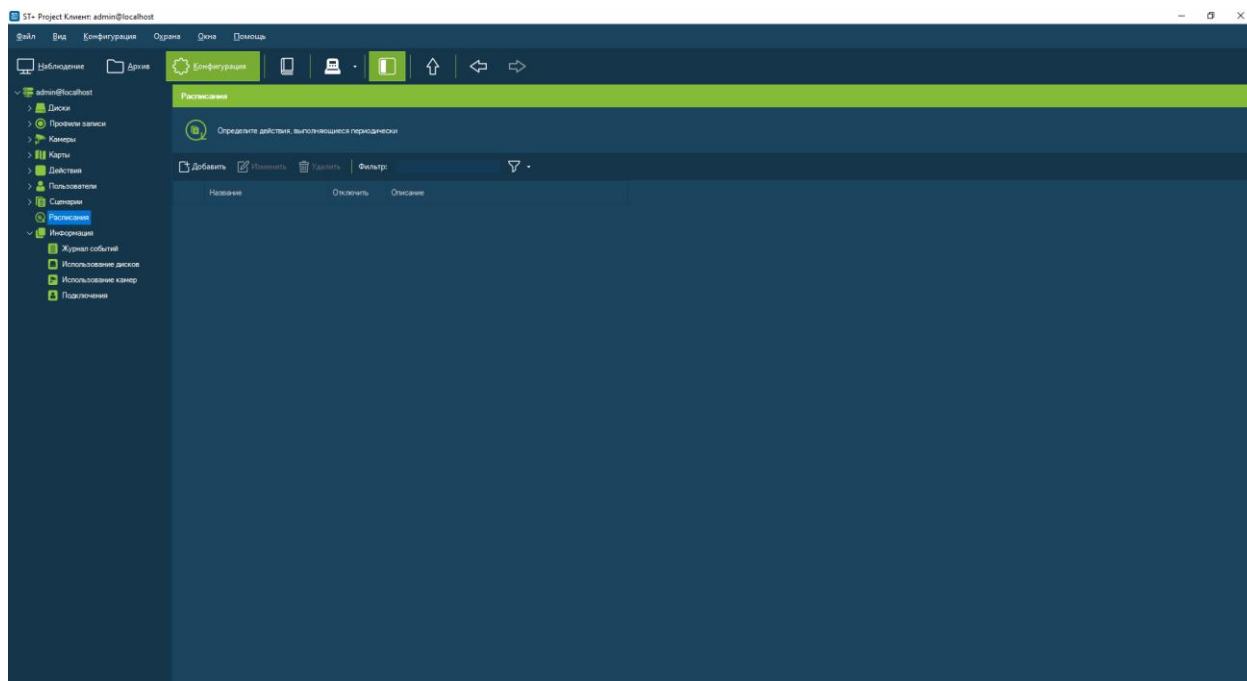 ST+ Project Клиент: admin@localhost
Файл Вид Конфигурация Охрана Окна Помощь
Наблюдение Архив Конфигурация
admin@localhost
Диски
Профили записи
Камеры
Карты
Действия
Пользователи
Сценарии
Расписания
Информация
Журнал событий
Использование дисков
Использование камер
Подключения
Расписания
Определите действия, выполняющиеся периодически
Добавить Изменить Удалить Фильтр:
Название Отключить Описание